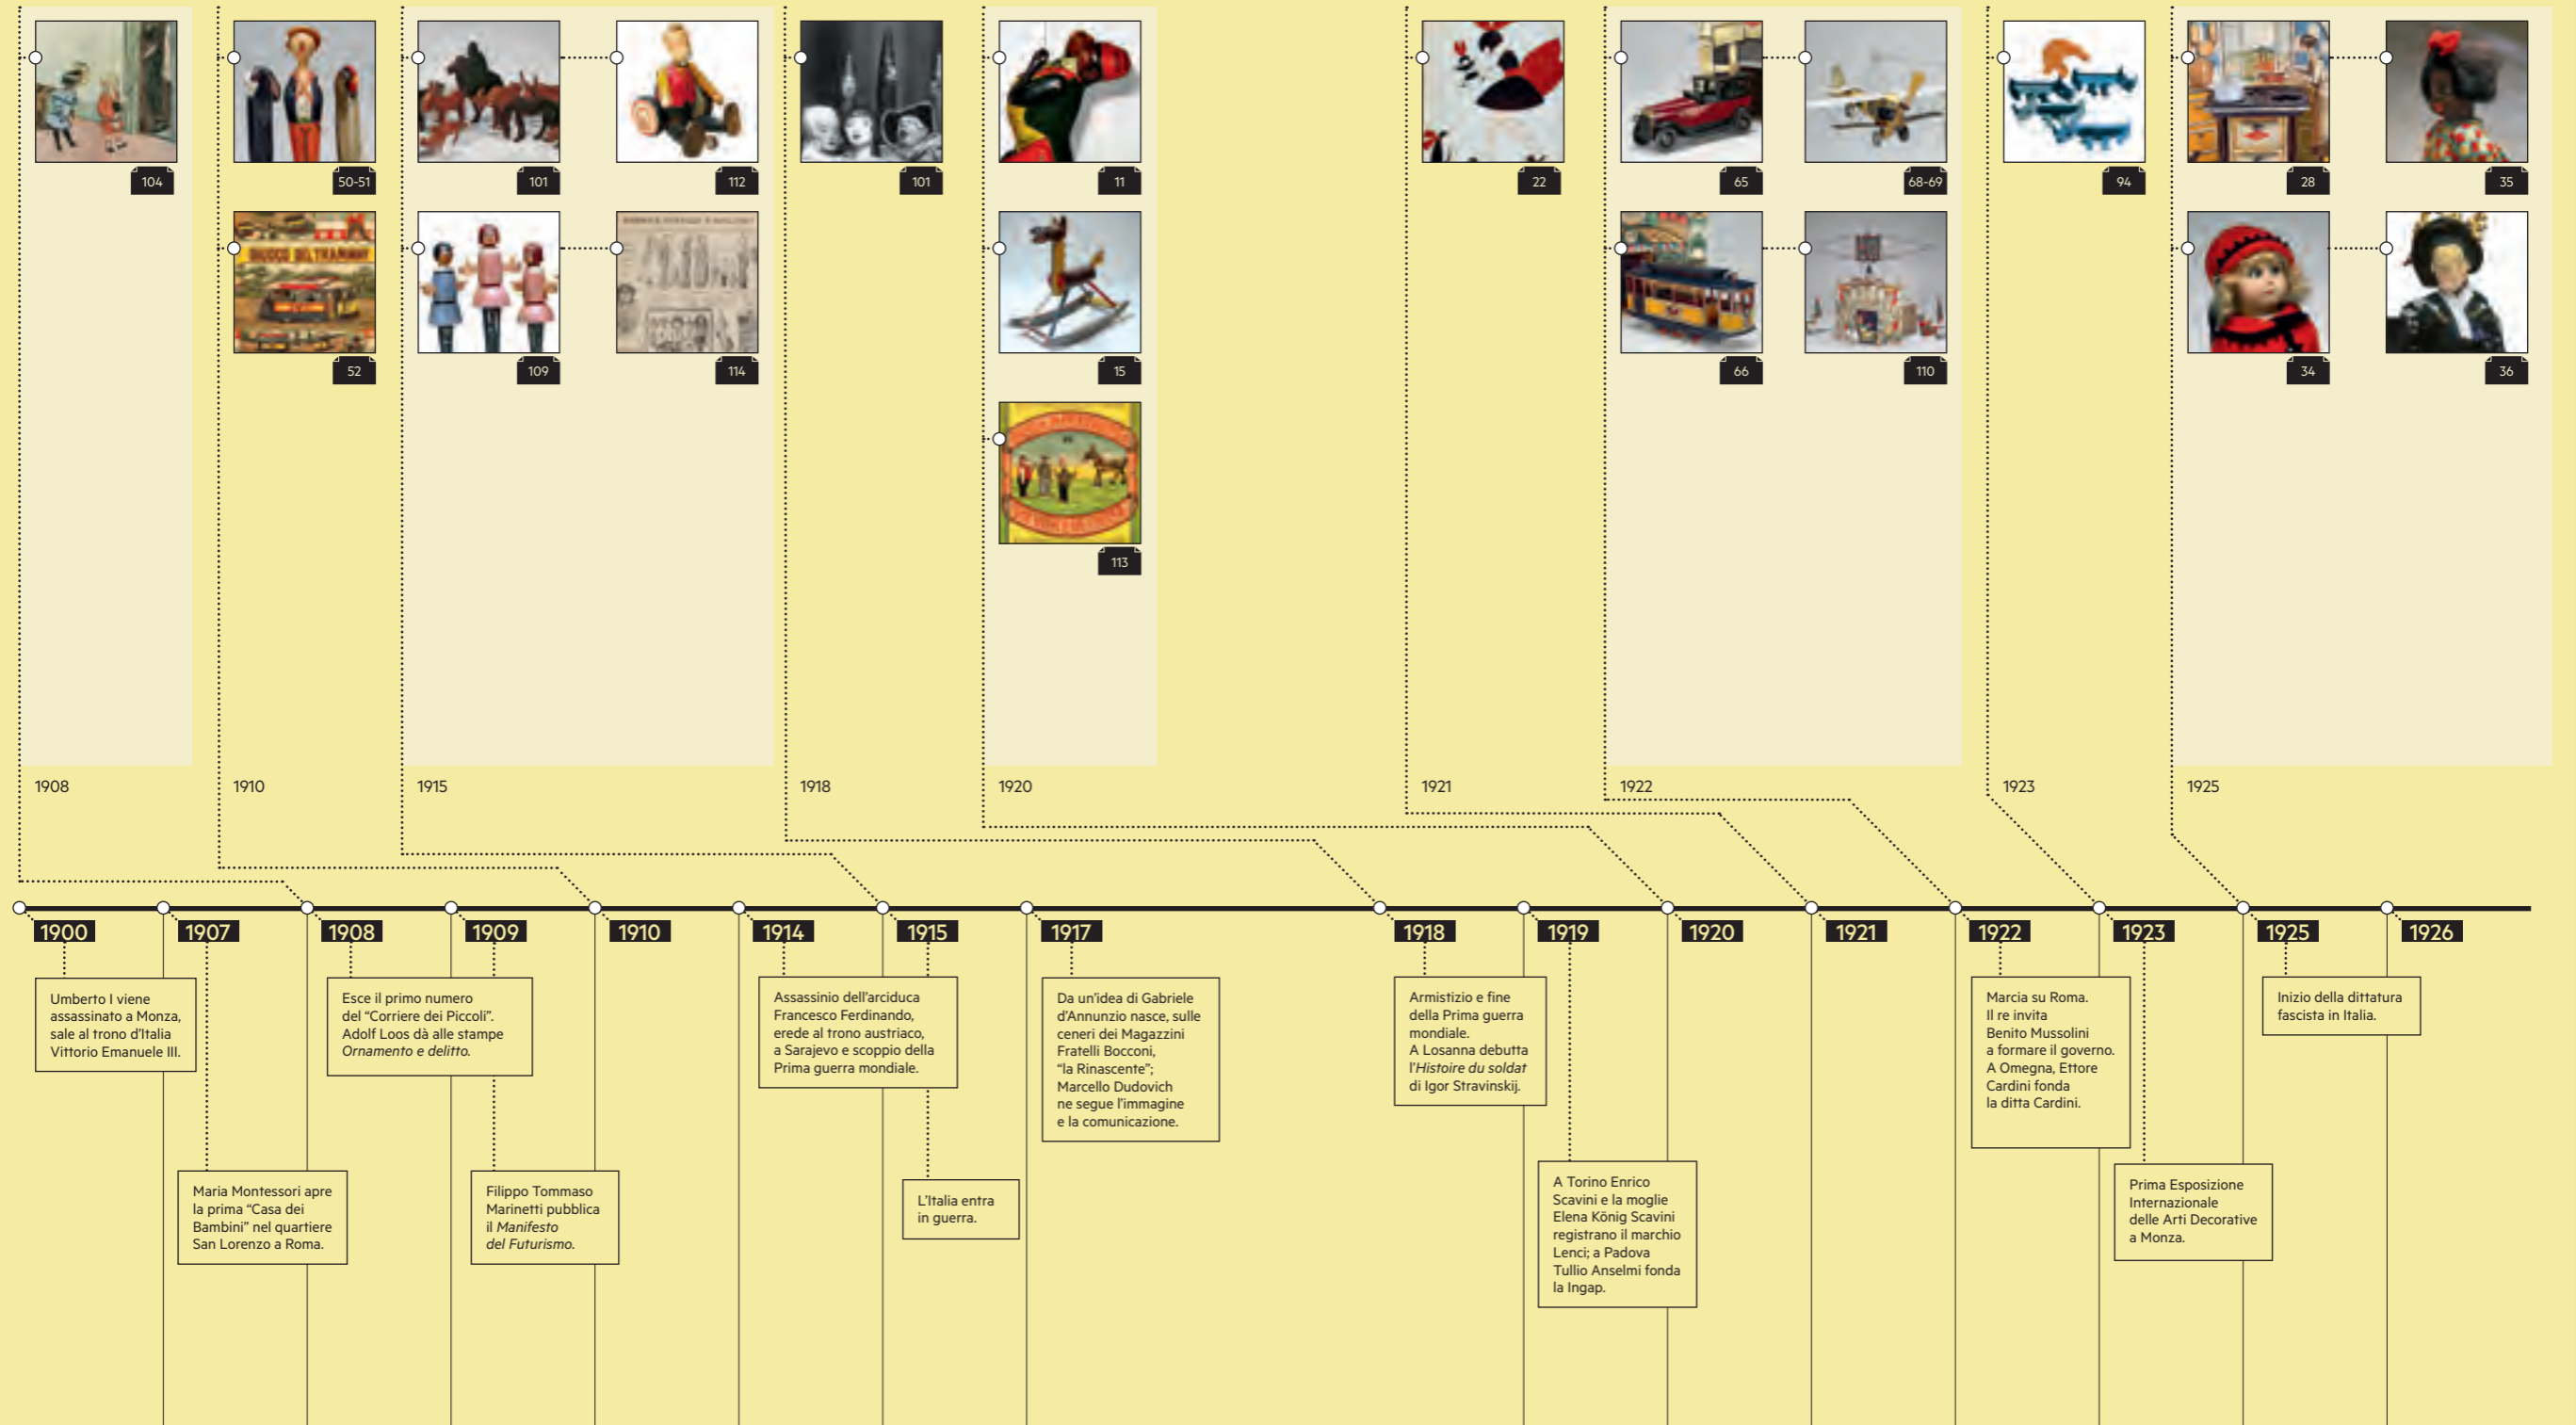 104
50-51
101
112
101
11
22
65
68-69
94
28
35
GIUOCO DEL TRAMWAY
52
109
114
15
66
110
34
36
113
1908
1910
1915
1918
1920
1921
1922
1923
1925
1900
1907
1908
1909
1910
1914
1915
1917
1918
1919
1920
1921
1922
1923
1925
1926
Umberto I viene
assassinato a Monza,
sale al trono d'Italia
Vittorio Emanuele III.
Maria Montessori apre
la prima “Casa dei
Bambini” nel quartiere
San Lorenzo a Roma.
Esce il primo numero
del “Corriere dei Piccoli”.
Adolf Loos dà alle stampe
Ornamento e delitto.
Filippo Tommaso
Marinetti pubblica
il Manifesto
del Futurismo.
Assassinio dell'arciduca
Francesco Ferdinando,
erede al trono austriaco,
a Sarajevo e scoppio della
Prima guerra mondiale.
L'Italia entra
in guerra.
Da un'idea di Gabriele
d'Annunzio nasce, sulle
ceneri dei Magazzini
Fratelli Bocconi,
“la Rinascente”;
Marcello Dudovich
ne segue l'immagine
e la comunicazione.
Armistizio e fine
della Prima guerra
mondiale.
A Losanna debutta
l'Histoire du soldat
di Igor Stravinskij.
A Torino Enrico
Scavini e la moglie
Elena König Scavini
registrano il marchio
Lenci; a Padova
Tullio Anselmi fonda
la Ingap.
Marcia su Roma.
Il re invita
Benito Mussolini
a formare il governo.
A Omegna, Ettore
Cardini fonda
la ditta Cardini.
Prima Esposizione
Internazionale
delle Arti Decorative
a Monza.
Inizio della dittatura
fascista in Italia.